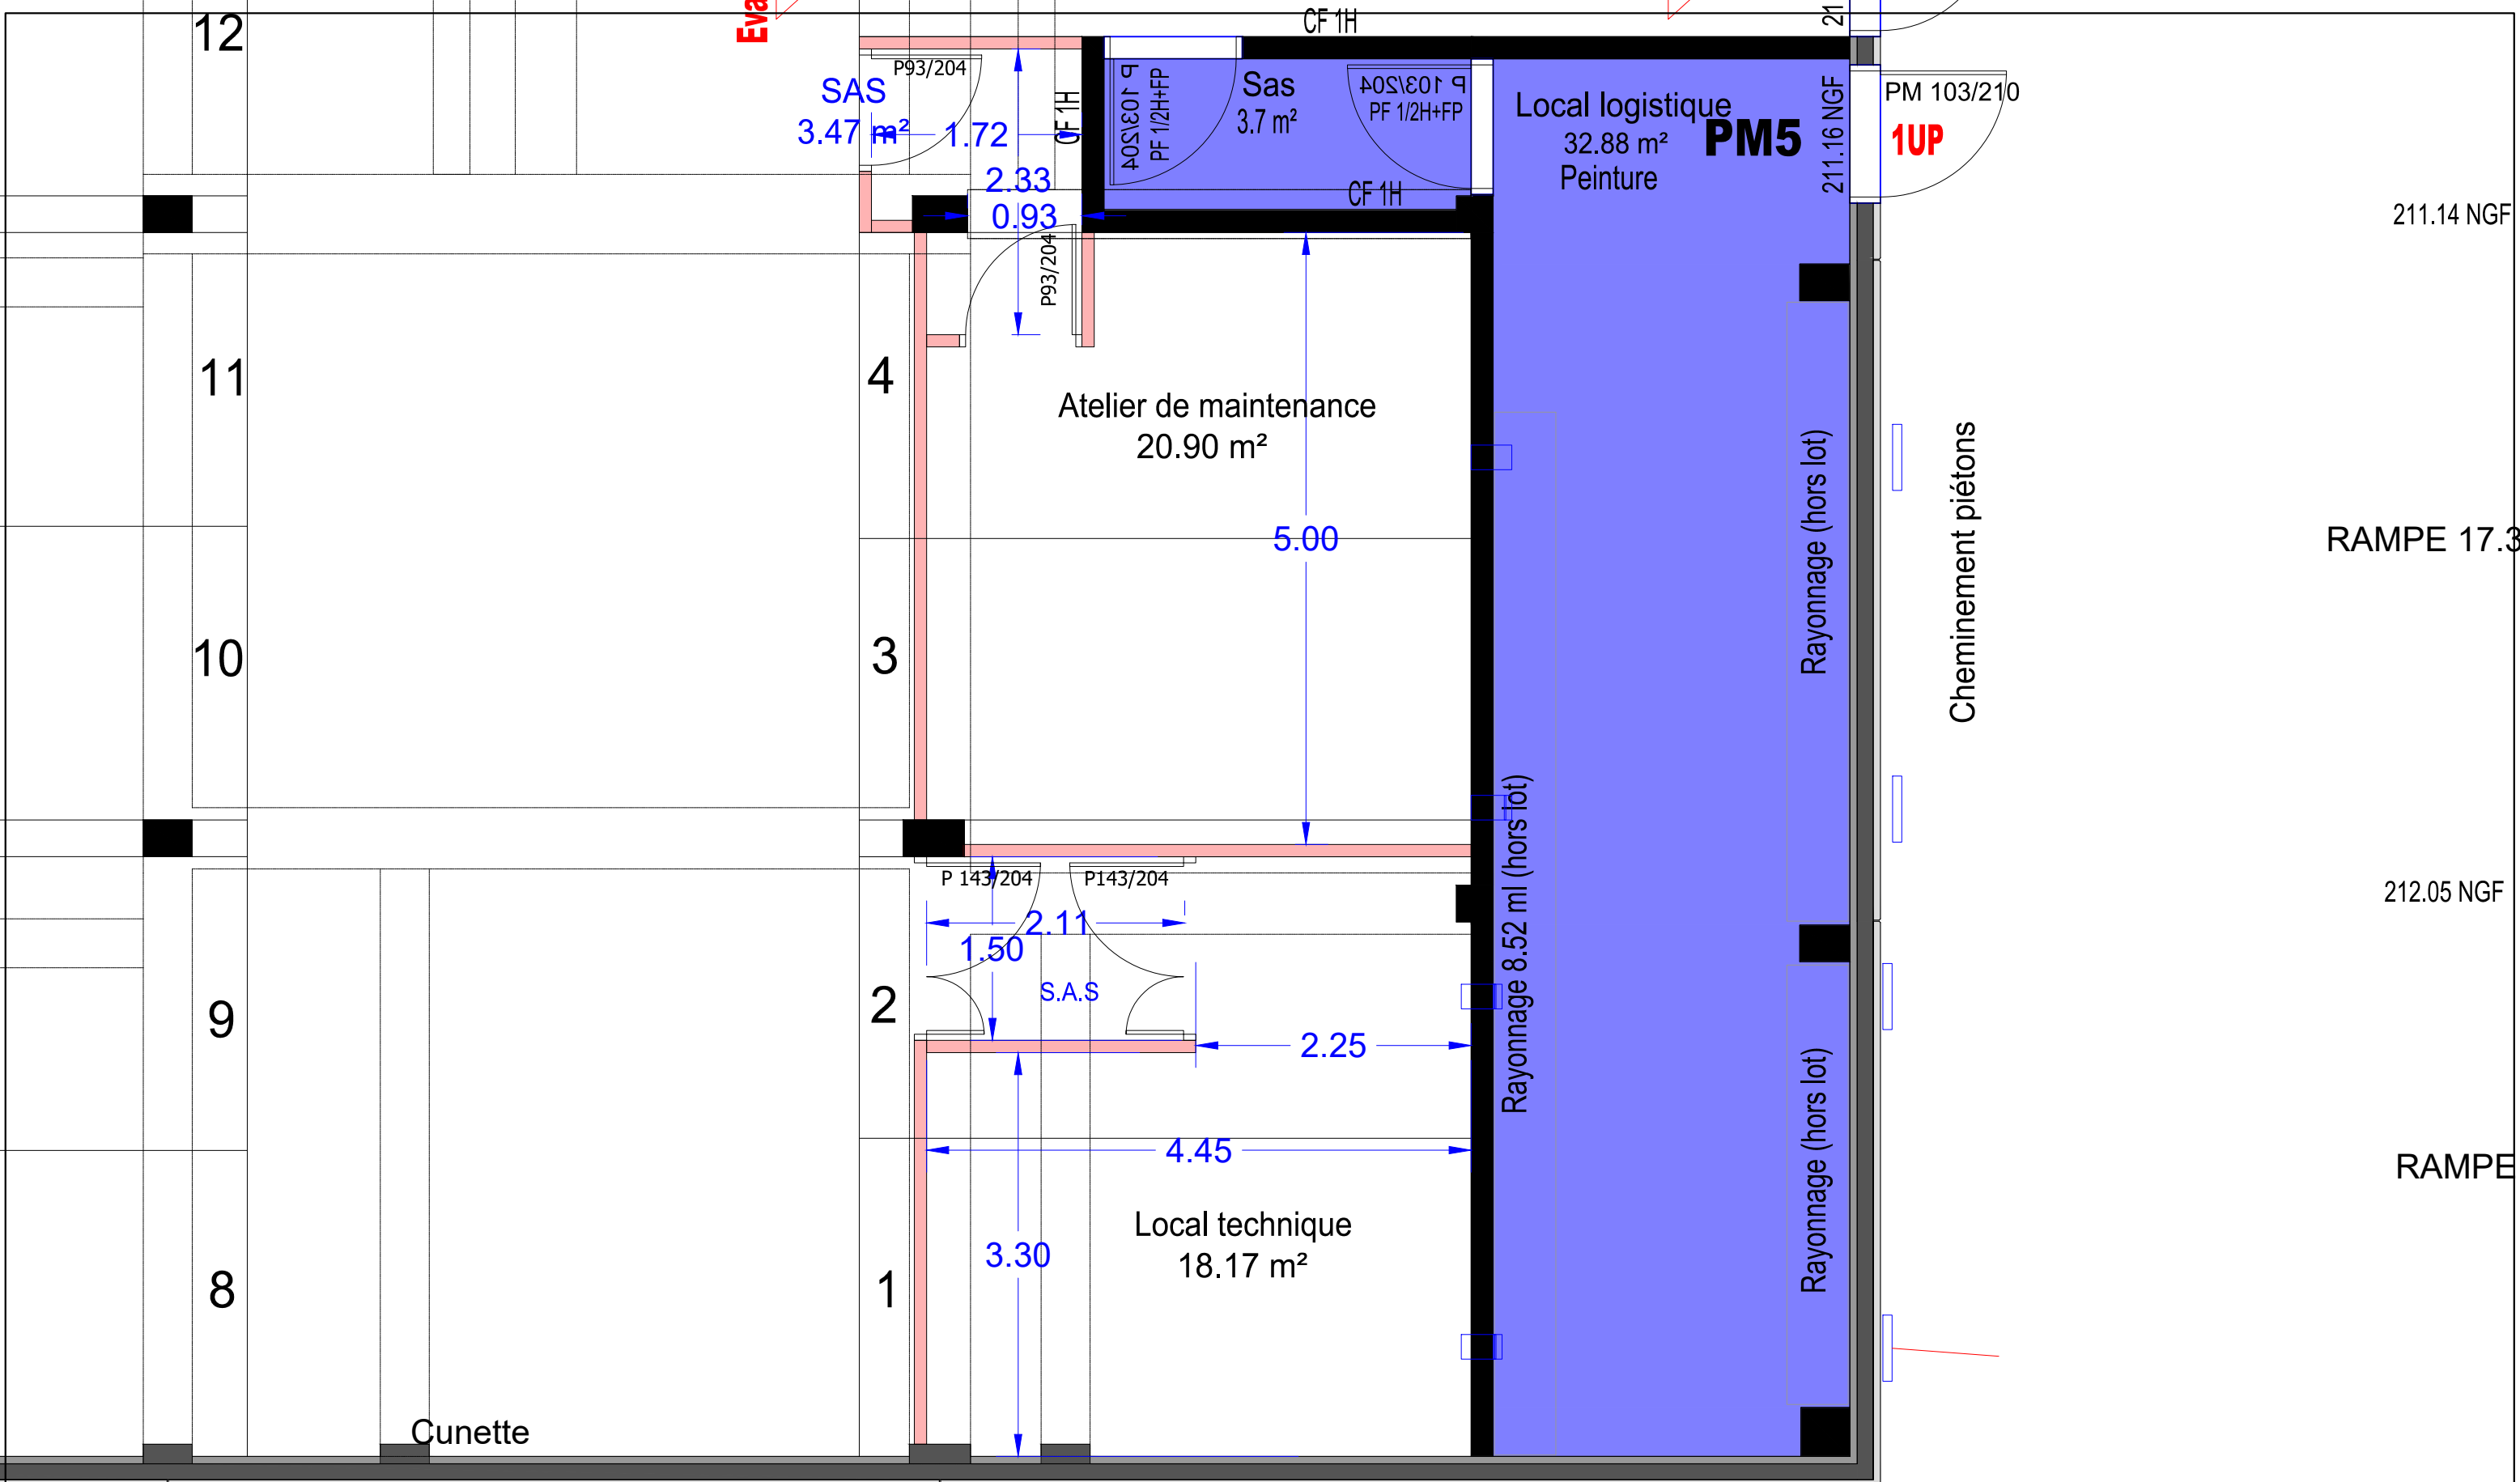 12
Eva
CF 1H
21
P93/204
SAS
3.47 m²
1.72
CF 1H
P 103/204
PF 1/2H+FP
Sas
3.7 m²
P 103/204
PF 1/2H+FP
Local logistique
32.88 m²
Peinture
PM5
211.16 NGF
PM 103/210
1UP
2.33
0.93
CF 1H
211.14 NGF
P93/204
11
4
Atelier de maintenance
20.90 m²
5.00
Rayonnage (hors lot)
Cheminement piétons
RAMPE 17.3
10
3
Rayonnage 8.52 ml (hors lot)
P 143/204
P143/204
2.11
1.50
S.A.S
212.05 NGF
9
2
2.25
4.45
Rayonnage (hors lot)
RAMPE
Local technique
18.17 m²
3.30
8
1
Cunette